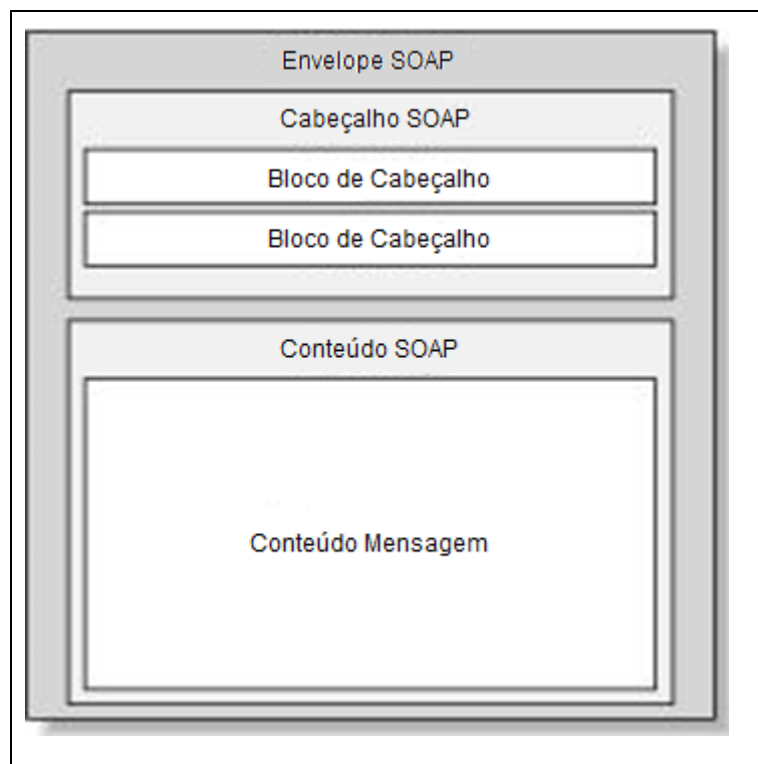 Envelope SOAP
Cabeçalho SOAP
Bloco de Cabeçalho
Bloco de Cabeçalho
Conteúdo SOAP
Conteúdo Mensagem